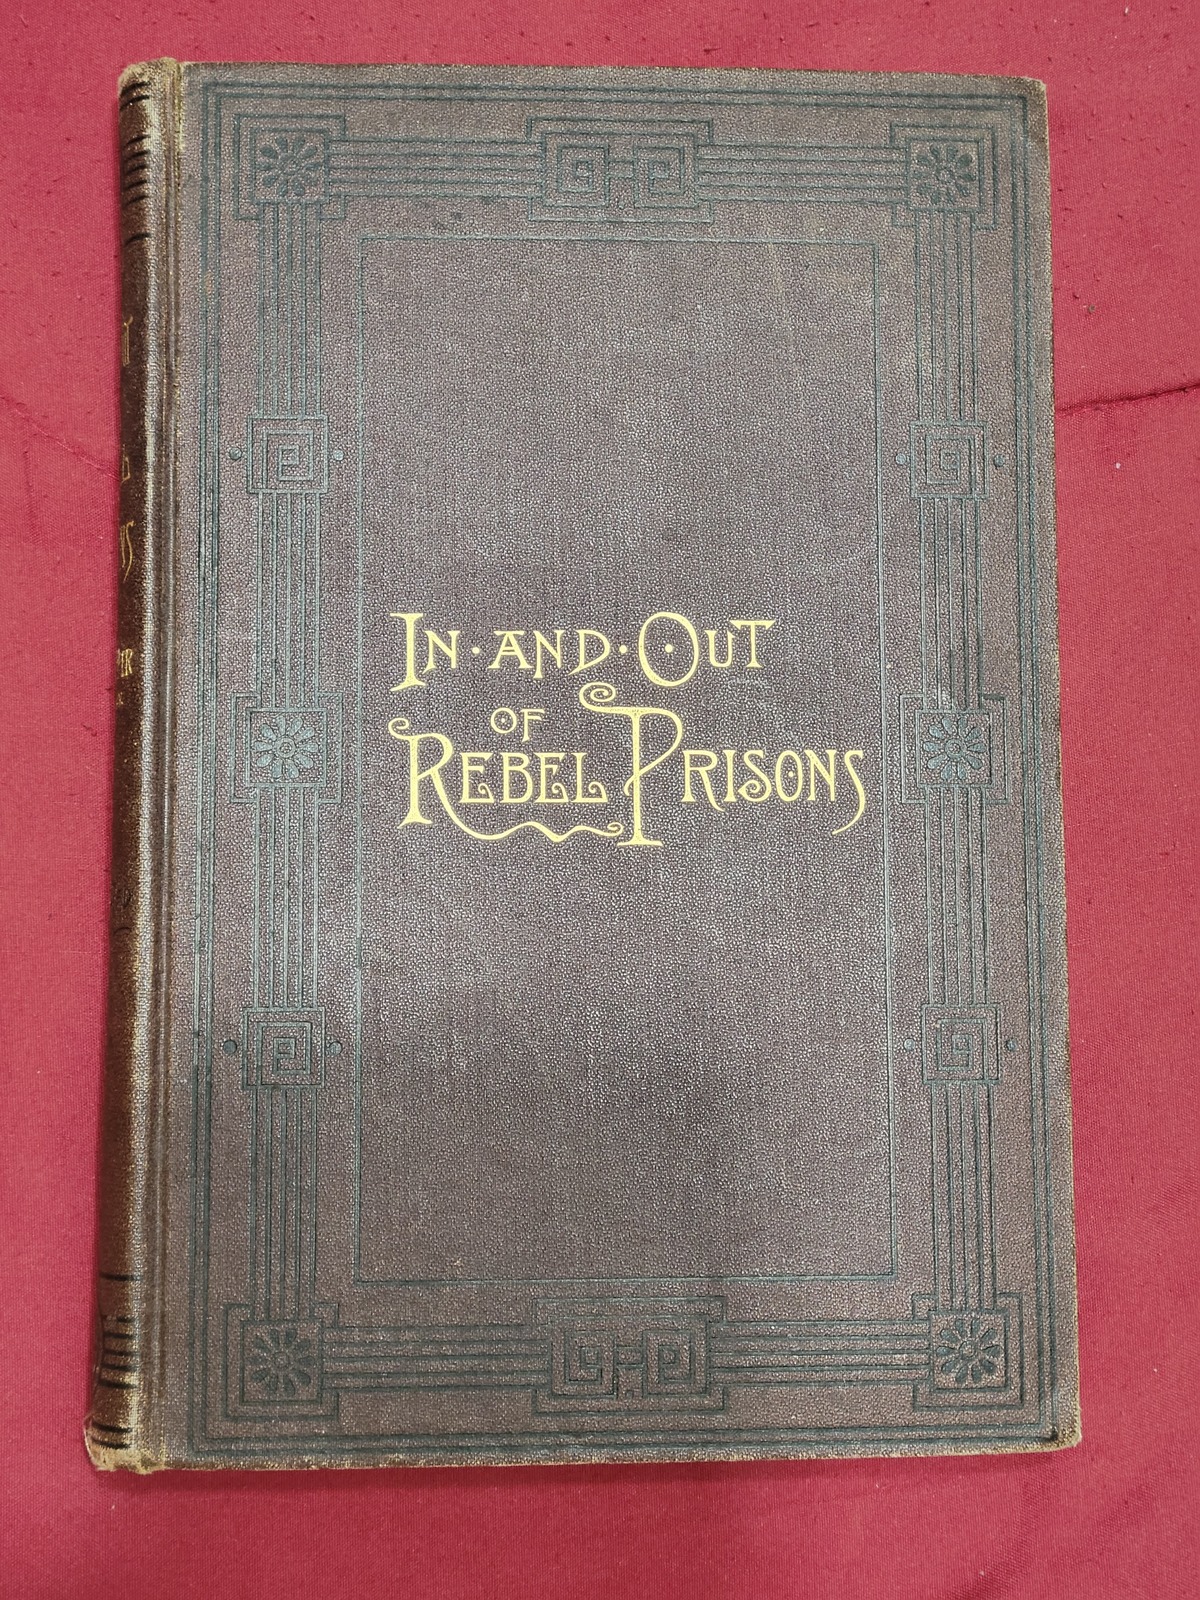 IN·AND·OUT
OF
REBEL PRISONS